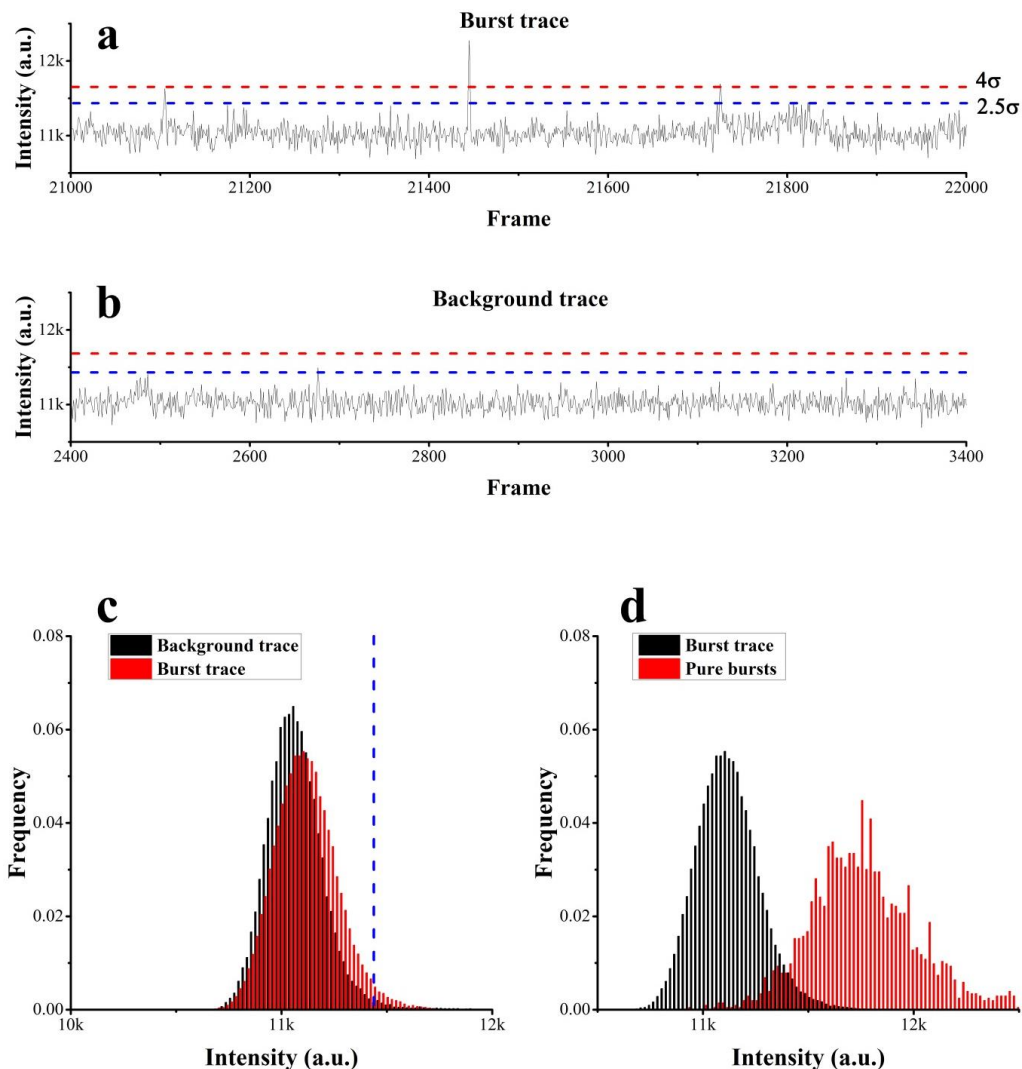 a
Burst trace
Intensity (a.u.)
12k
11k
4σ
2.5σ
21000 21200 21400 21600 21800 22000
Frame
b
Background trace
Intensity (a.u.)
12k
11k
2400 2600 2800 3000 3200 3400
Frame
c
Background trace
Burst trace
Frequency
0.08
0.06
0.04
0.02
0.00
10k 11k 12k
Intensity (a.u.)
d
Burst trace
Pure bursts
Frequency
0.08
0.06
0.04
0.02
0.00
11k 12k
Intensity (a.u.)